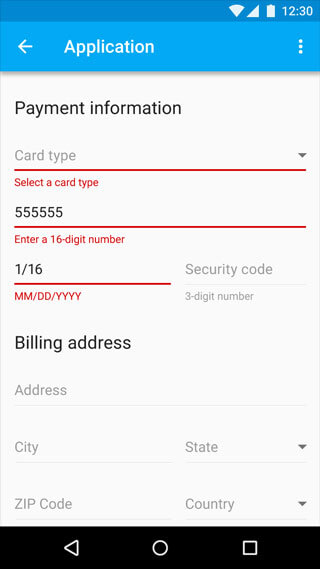 12:30
Application
Payment information
Card type
Select a card type
555555
Enter a 16-digit number
1/16 Security code
MM/DD/YYYY 3-digit number
Billing address
Address
City State
ZIP Code Country